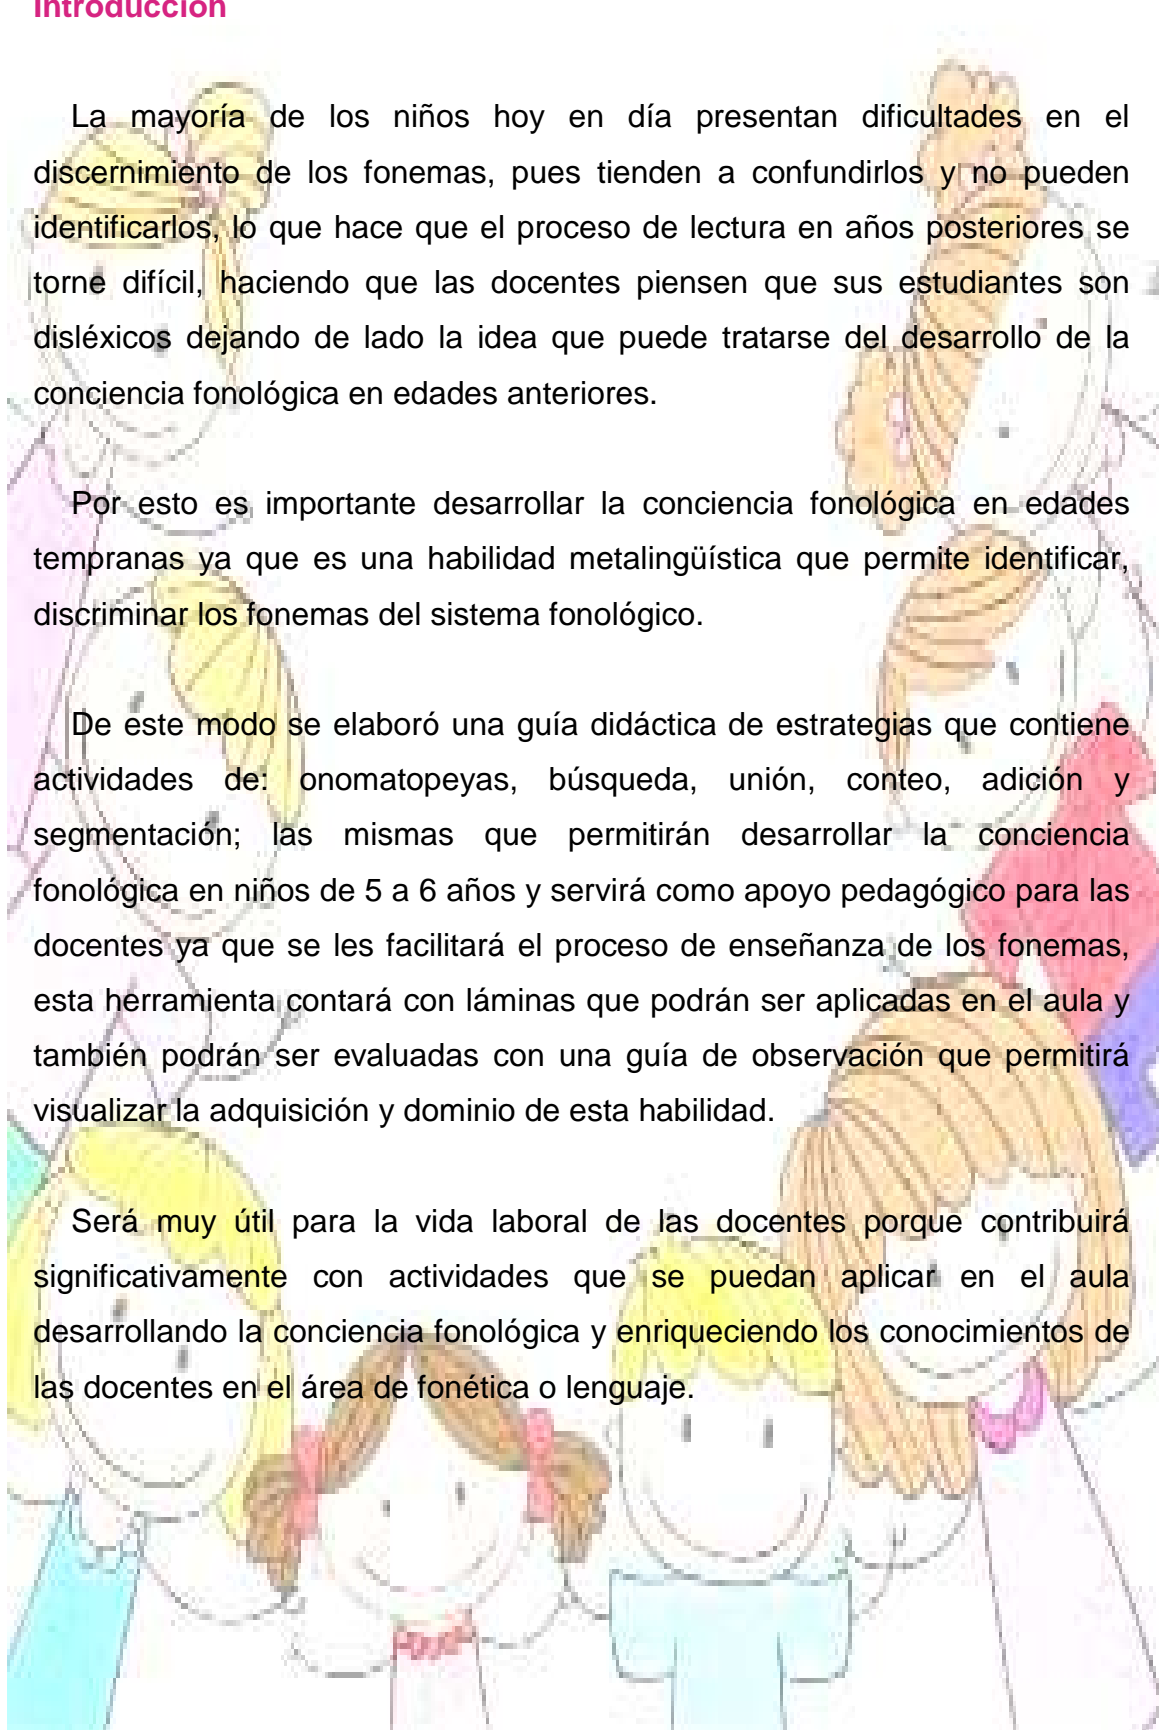 Introducción
La mayoría de los niños hoy en día presentan dificultades en el
discernimiento de los fonemas, pues tienden a confundirlos y no pueden
identificarlos, lo que hace que el proceso de lectura en años posteriores se
torne difícil, haciendo que las docentes piensen que sus estudiantes son
disléxicos dejando de lado la idea que puede tratarse del desarrollo de la
conciencia fonológica en edades anteriores.
Por esto es importante desarrollar la conciencia fonológica en edades
tempranas ya que es una habilidad metalingüística que permite identificar,
discriminar los fonemas del sistema fonológico.
De este modo se elaboró una guía didáctica de estrategias que contiene
actividades de: onomatopeyas, búsqueda, unión, conteo, adición y
segmentación; las mismas que permitirán desarrollar la conciencia
fonológica en niños de 5 a 6 años y servirá como apoyo pedagógico para las
docentes ya que se les facilitará el proceso de enseñanza de los fonemas,
esta herramienta contará con láminas que podrán ser aplicadas en el aula y
también podrán ser evaluadas con una guía de observación que permitirá
visualizar la adquisición y dominio de esta habilidad.
Será muy útil para la vida laboral de las docentes porque contribuirá
significativamente con actividades que se puedan aplicar en el aula
desarrollando la conciencia fonológica y enriqueciendo los conocimientos de
las docentes en el área de fonética o lenguaje.